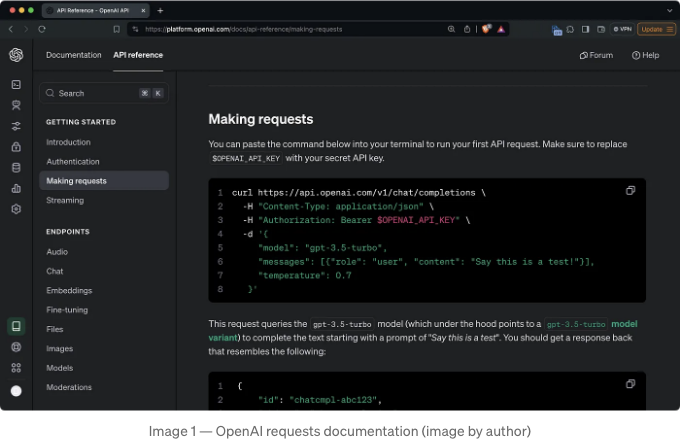 API Reference - OpenAI API
https://platform.openai.com/docs/api-reference/making-requests
VPN
Update
Documentation
API reference
Forum
Help
Search
⌘ K
GETTING STARTED
Introduction
Authentication
Making requests
Streaming
ENDPOINTS
Audio
Chat
Embeddings
Fine-tuning
Files
Images
Models
Moderations
Making requests
You can paste the command below into your terminal to run your first API request. Make sure to replace
$OPENAI_API_KEY with your secret API key.
1 curl https://api.openai.com/v1/chat/completions \
2 -H "Content-Type: application/json" \
3 -H "Authorization: Bearer $OPENAI_API_KEY" \
4 -d '{
5 "model": "gpt-3.5-turbo",
6 "messages": [{"role": "user", "content": "Say this is a test!"}],
7 "temperature": 0.7
8 }'
This request queries the gpt-3.5-turbo model (which under the hood points to a gpt-3.5-turbo model
variant) to complete the text starting with a prompt of "Say this is a test". You should get a response back
that resembles the following:
1 {
2 "id": "chatcmpl-abc123",
Image 1 — OpenAI requests documentation (image by author)